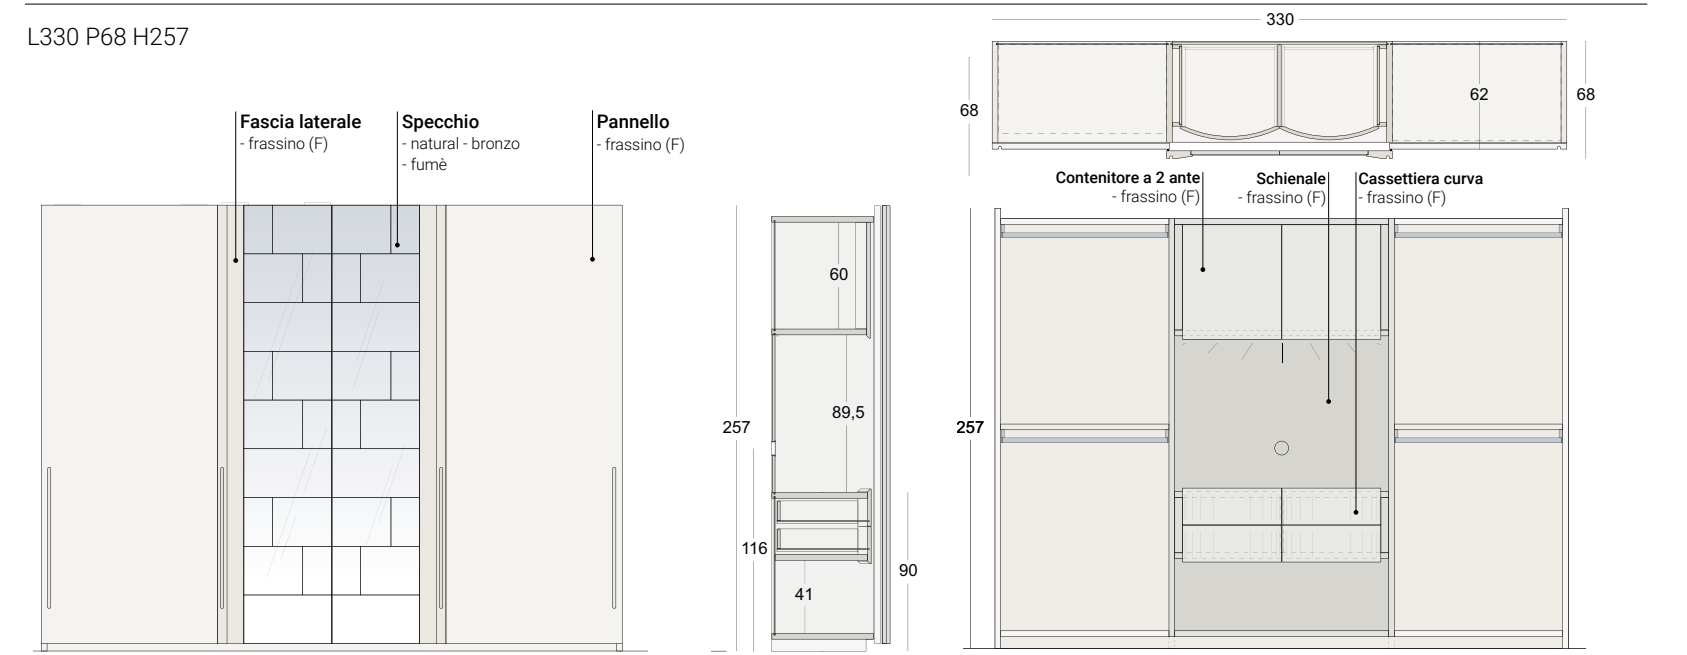 L330 P68 H257
Fascia laterale
- frassino (F)
Specchio
- natural - bronzo
- fumè
Pannello
- frassino (F)
257
116
60
89,5
41
90
330
68
62
68
Contenitore a 2 ante
- frassino (F)
Schienale
- frassino (F)
Cassettiera curva
- frassino (F)
257